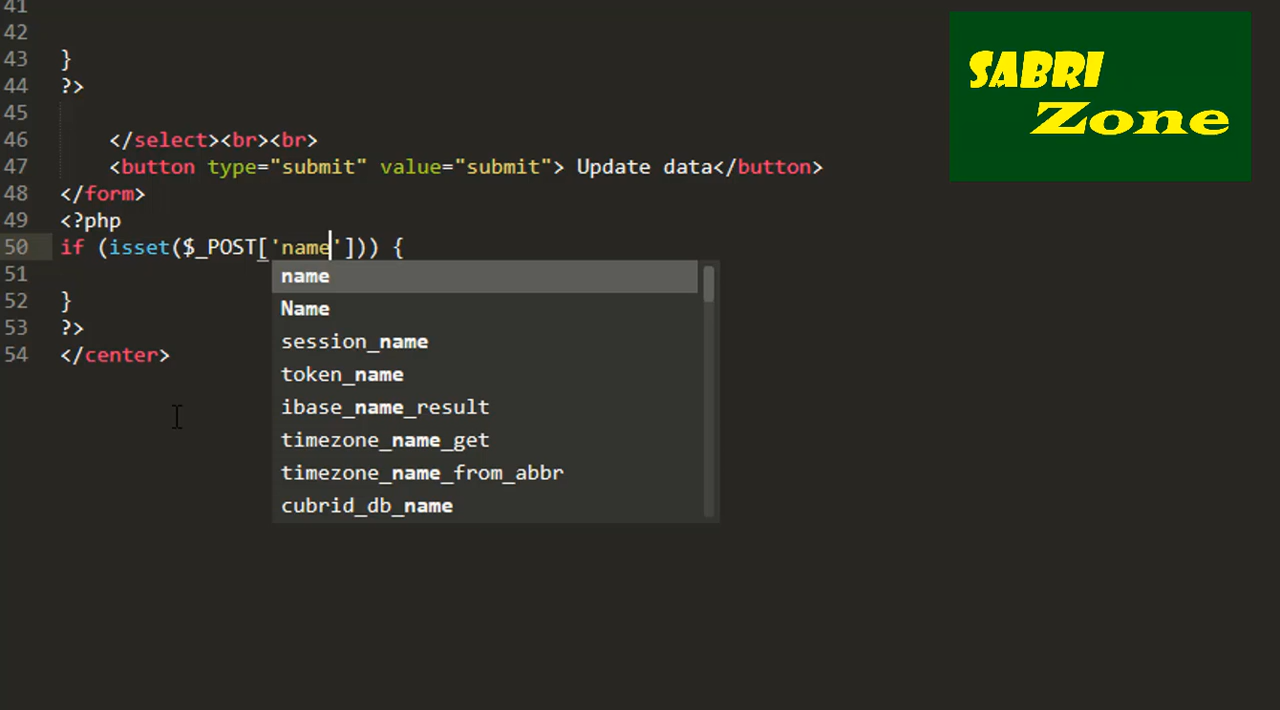 41
42
43 }
44 ?>
45
46 </select><br><br>
47 <button type="submit" value="submit"> Update data</button>
48 </form>
49 <?php
50 if (isset($_POST['name'])) {
51
52 }
53 ?>
54 </center>
name
Name
session_name
token_name
ibase_name_result
timezone_name_get
timezone_name_from_abbr
cubrid_db_name
SABRI
Zone